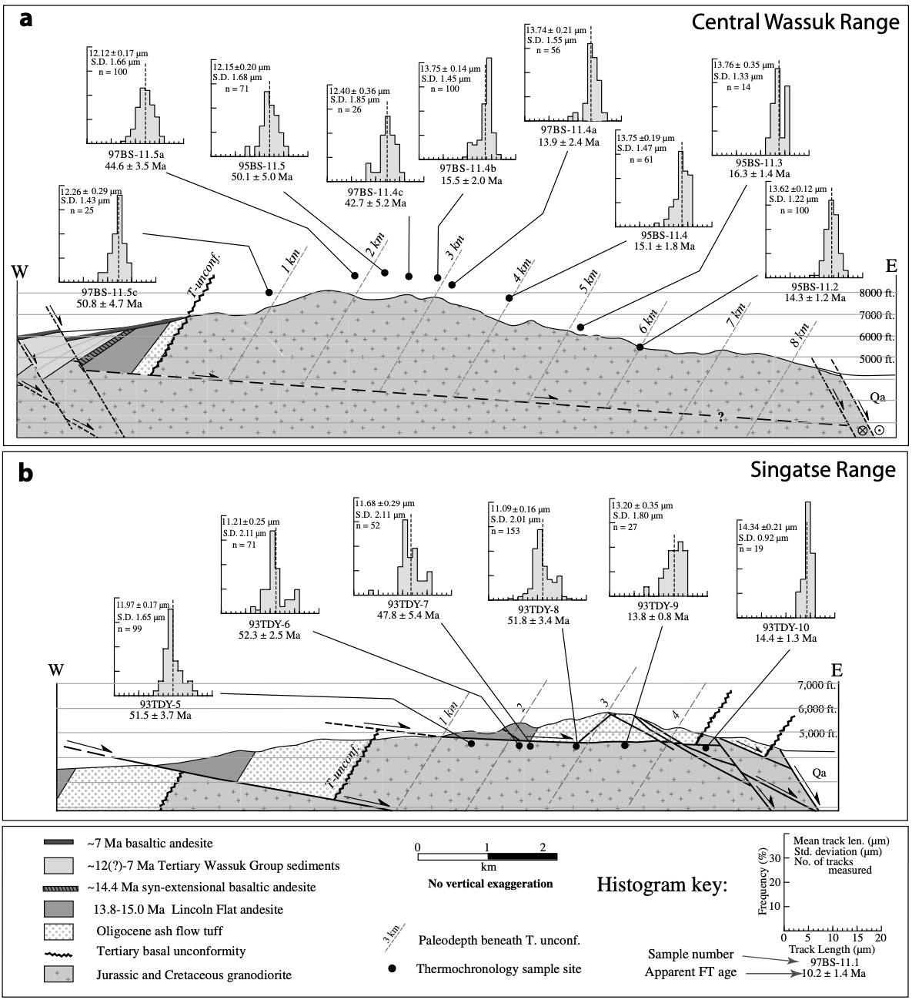 a
Central Wassuk Range
12.12±0.17 µm
S.D. 1.66 µm
n = 100
97BS-11.5a
44.6 ± 3.5 Ma
12.15±0.20 µm
S.D. 1.68 µm
n = 71
95BS-11.5
50.1 ± 5.0 Ma
12.40± 0.36 µm
S.D. 1.85 µm
n = 26
97BS-11.4c
42.7 ± 5.2 Ma
13.75 ± 0.14 µm
S.D. 1.45 µm
n = 100
97BS-11.4b
15.5 ± 2.0 Ma
13.74 ± 0.21 µm
S.D. 1.55 µm
n = 56
97BS-11.4a
13.9 ± 2.4 Ma
13.75 ±0.19 µm
S.D. 1.47 µm
n = 61
95BS-11.4
15.1 ± 1.8 Ma
13.76 ± 0.35 µm
S.D. 1.33 µm
n = 14
95BS-11.3
16.3 ± 1.4 Ma
13.62 ±0.12 µm
S.D. 1.22 µm
n = 100
95BS-11.2
14.3 ± 1.2 Ma
12.26 ± 0.29 µm
S.D. 1.43 µm
n = 25
97BS-11.5c
50.8 ± 4.7 Ma
W
E
T-unconf.
1 km
2 km
3 km
4 km
5 km
6 km
7 km
8 km
8000 ft.
7000 ft.
6000 ft.
5000 ft.
Qa
?
?
b
Singatse Range
11.97 ± 0.17 µm
S.D. 1.65 µm
n = 99
93TDY-5
51.5 ± 3.7 Ma
11.21±0.25 µm
S.D. 2.11 µm
n = 71
93TDY-6
52.3 ± 2.5 Ma
11.68 ±0.29 µm
S.D. 2.11 µm
n = 52
93TDY-7
47.8 ± 5.4 Ma
11.09±0.16 µm
S.D. 2.01 µm
n = 153
93TDY-8
51.8 ± 3.4 Ma
13.20 ± 0.35 µm
S.D. 1.80 µm
n = 27
93TDY-9
13.8 ± 0.8 Ma
14.34 ±0.21 µm
S.D. 0.92 µm
n = 19
93TDY-10
14.4 ± 1.3 Ma
W
E
T-unconf.
1 km
2
3
4
7,000 ft.
6,000 ft.
5,000 ft.
Qa
~7 Ma basaltic andesite
~12(?)-7 Ma Tertiary Wassuk Group sediments
~14.4 Ma syn-extensional basaltic andesite
13.8-15.0 Ma Lincoln Flat andesite
Oligocene ash flow tuff
Tertiary basal unconformity
Jurassic and Cretaceous granodiorite
0 1 2
km
No vertical exaggeration
3 km
Paleodepth beneath T. unconf.
Thermochronology sample site
Histogram key:
Mean track len. (µm)
Std. deviation (µm)
No. of tracks
measured
Frequency (%)
30
20
10
0 5 10 15 20
Track Length (µm)
Sample number
97BS-11.1
Apparent FT age
10.2 ± 1.4 Ma